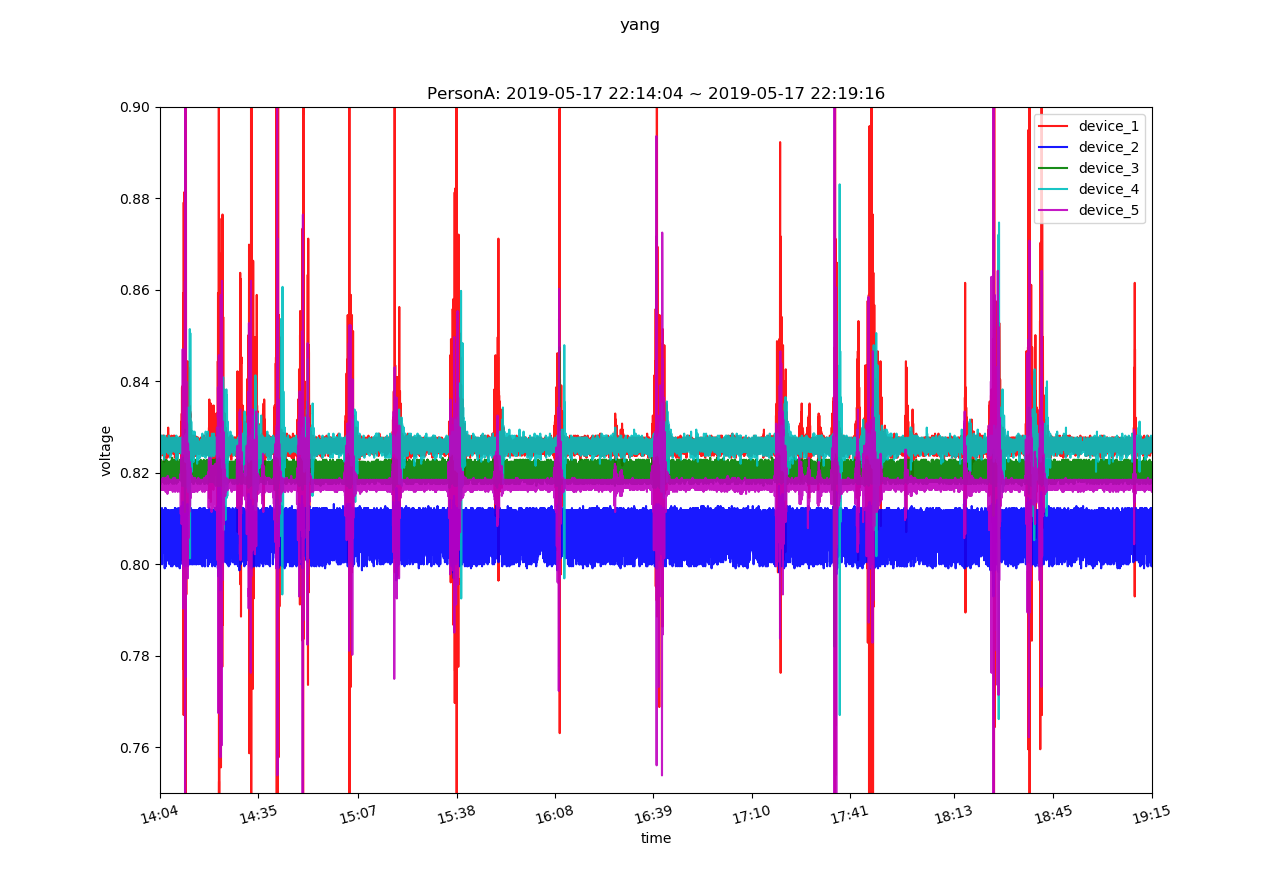 yang
PersonA: 2019-05-17 22:14:04 ~ 2019-05-17 22:19:16
0.90
0.88
0.86
0.84
0.82
0.80
0.78
0.76
voltage
device_1
device_2
device_3
device_4
device_5
14:04 14:35 15:07 15:38 16:08 16:39 17:10 17:41 18:13 18:45 19:15
time